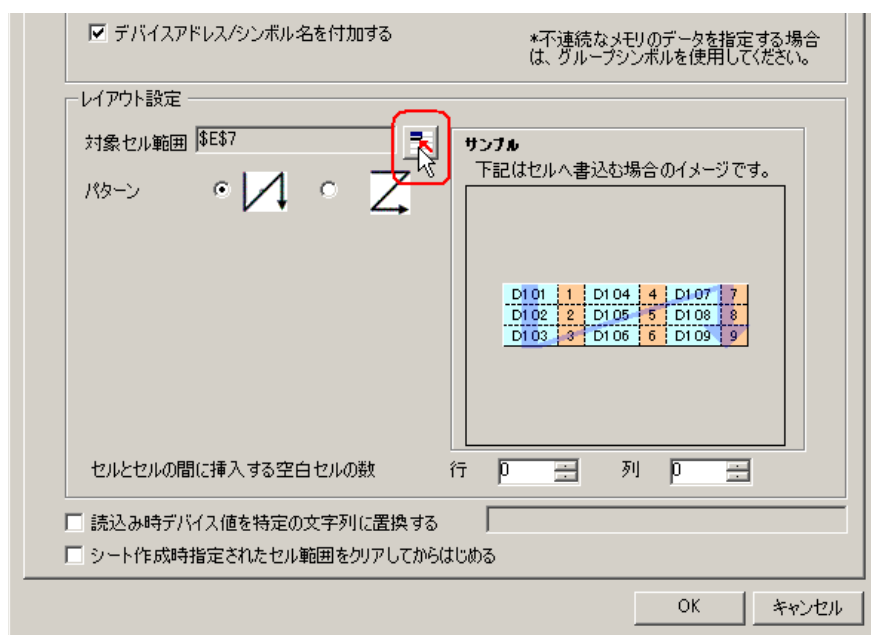 デバイスアドレス/シンボル名を付加する
*不連続なメモリのデータを指定する場合
は、グループシンボルを使用してください。
レイアウト設定
対象セル範囲 $E$7
パターン
サンプル
下記はセルへ書込む場合のイメージです。
D101 1 D104 4 D107 7
D102 2 D105 5 D108 8
D103 3 D106 6 D109 9
セルとセルの間に挿入する空白セルの数 行 0 列 0
読込み時デバイス値を特定の文字列に置換する
シート作成時指定されたセル範囲をクリアしてからはじめる
OK キャンセル